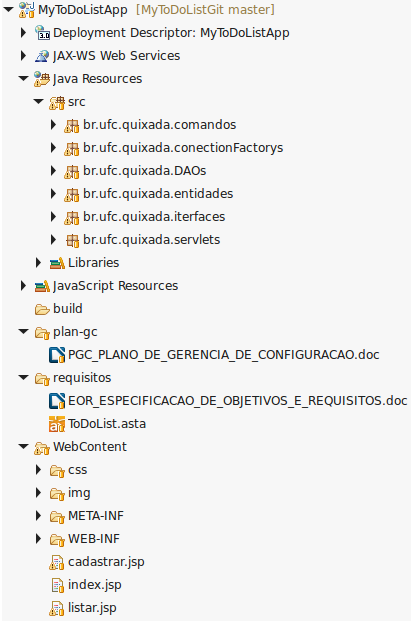 MyToDoListApp [MyToDoListGit master]
Deployment Descriptor: MyToDoListApp
JAX-WS Web Services
Java Resources
src
br.ufc.quixada.comandos
br.ufc.quixada.conectionFactorys
br.ufc.quixada.DAOs
br.ufc.quixada.entidades
br.ufc.quixada.iterfaces
br.ufc.quixada.servlets
Libraries
JavaScript Resources
build
plan-gc
PGC_PLANO_DE_GERENCIA_DE_CONFIGURACAO.doc
requisitos
EOR_ESPECIFICACAO_DE_OBJETIVOS_E_REQUISITOS.doc
ToDoList.asta
WebContent
css
img
META-INF
WEB-INF
cadastrar.jsp
index.jsp
listar.jsp